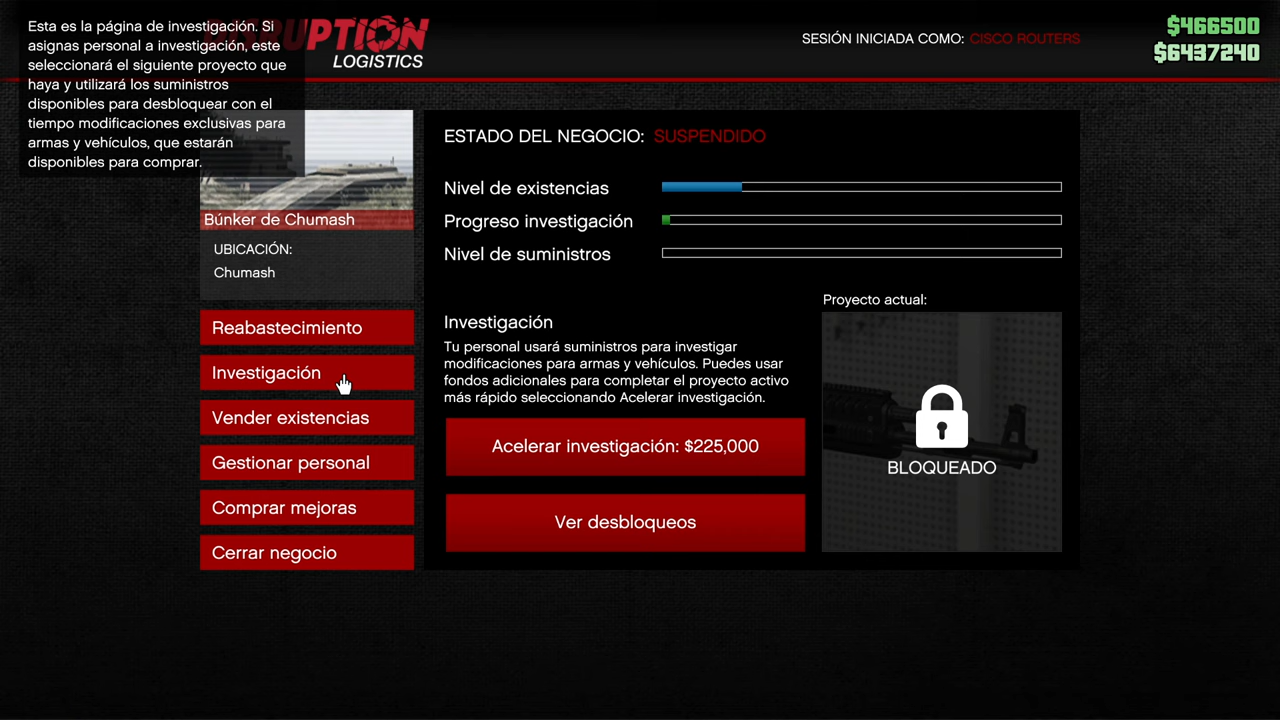 Esta es la página de investigación. Si
asignas personal a investigación, este
seleccionará el siguiente proyecto que
haya y utilizará los suministros
disponibles para desbloquear con el
tiempo modificaciones exclusivas para
armas y vehículos, que estarán
disponibles para comprar.
DISRUPTION
LOGISTICS
SESIÓN INICIADA COMO: CISCO ROUTERS
$466500
$6437240
Búnker de Chumash
UBICACIÓN:
Chumash
Reabastecimiento
Investigación
Vender existencias
Gestionar personal
Comprar mejoras
Cerrar negocio
ESTADO DEL NEGOCIO: SUSPENDIDO
Nivel de existencias
Progreso investigación
Nivel de suministros
Investigación
Tu personal usará suministros para investigar
modificaciones para armas y vehículos. Puedes usar
fondos adicionales para completar el proyecto activo
más rápido seleccionando Acelerar investigación.
Acelerar investigación: $225,000
Ver desbloqueos
Proyecto actual:
BLOQUEADO